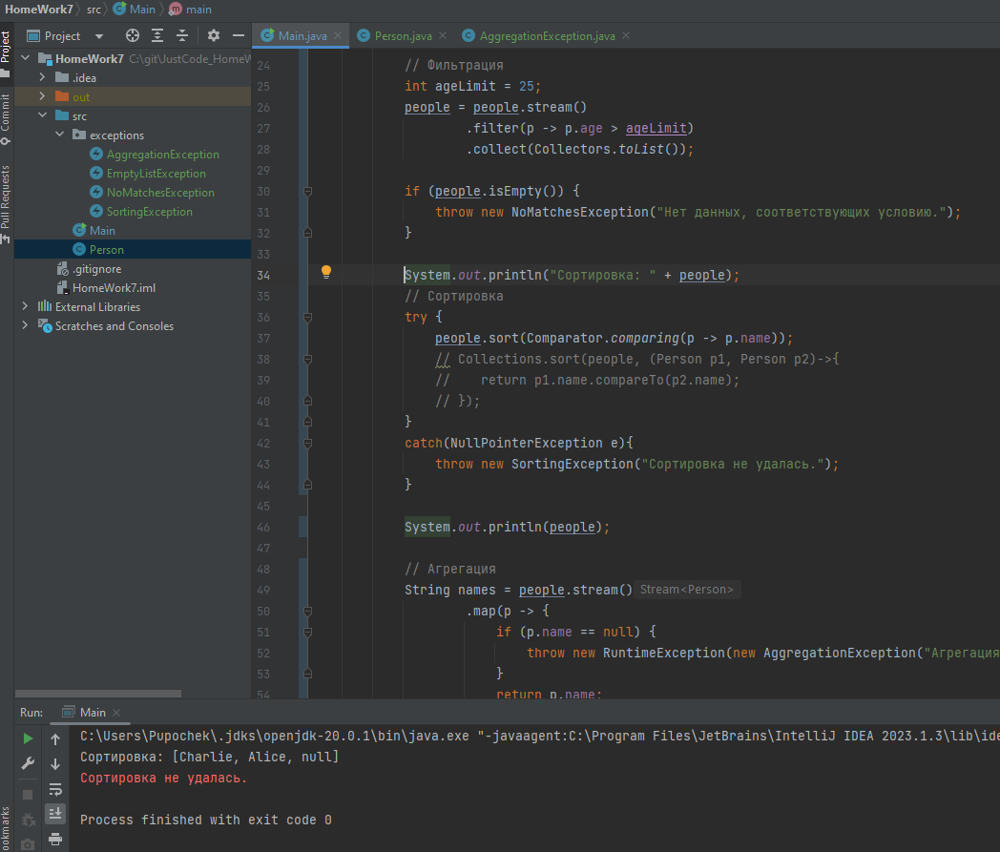 HomeWork7 src Main main
Project
Main.java
Person.java
AggregationException.java
Project
Commit
Pull Requests
HomeWork7 C:\git\JustCode_HomeW
.idea
out
src
exceptions
AggregationException
EmptyListException
NoMatchesException
SortingException
Main
Person
.gitignore
HomeWork7.iml
External Libraries
Scratches and Consoles
24 // Фильтрация
25 int ageLimit = 25;
26 people = people.stream()
27 .filter(p -> p.age > ageLimit)
28 .collect(Collectors.toList());
29
30 if (people.isEmpty()) {
31 throw new NoMatchesException("Нет данных, соответствующих условию.");
32 }
33
34 System.out.println("Сортировка: " + people);
35 // Сортировка
36 try {
37 people.sort(Comparator.comparing(p -> p.name));
38 // Collections.sort(people, (Person p1, Person p2)->{
39 // return p1.name.compareTo(p2.name);
40 // });
41 }
42 catch(NullPointerException e){
43 throw new SortingException("Сортировка не удалась.");
44 }
45
46 System.out.println(people);
47
48 // Агрегация
49 String names = people.stream() Stream<Person>
50 .map(p -> {
51 if (p.name == null) {
52 throw new RuntimeException(new AggregationException("Агрегация
53 }
54 return p.name;
Run: Main
C:\Users\Pupochek\.jdks\openjdk-20.0.1\bin\java.exe "-javaagent:C:\Program Files\JetBrains\IntelliJ IDEA 2023.1.3\lib\ide
Сортировка: [Charlie, Alice, null]
Сортировка не удалась.
Process finished with exit code 0
ookmarks